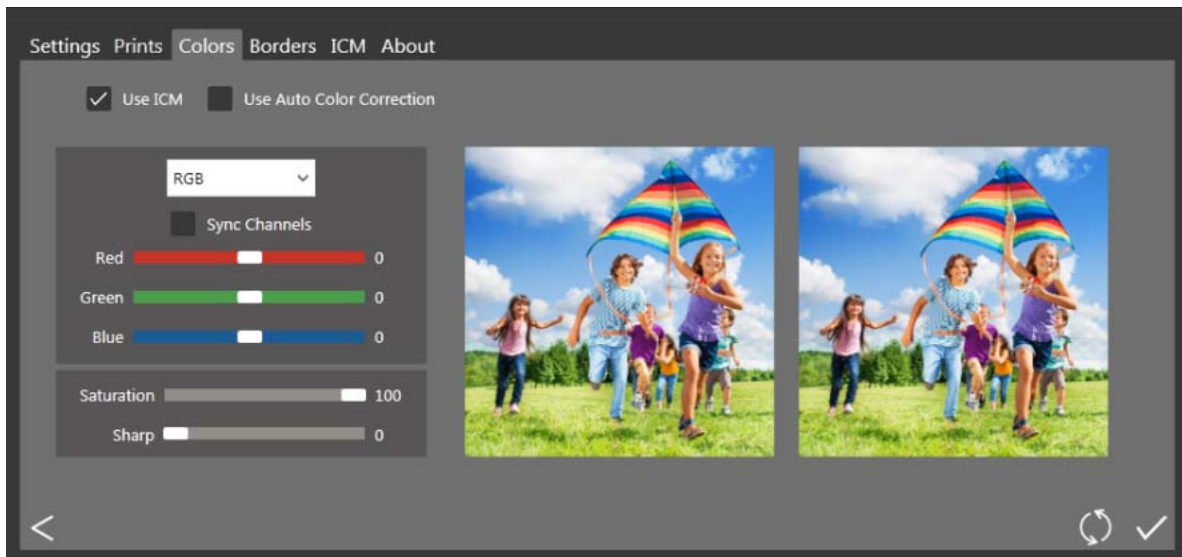 Settings Prints Colors Borders ICM About
Use ICM Use Auto Color Correction
RGB
Sync Channels
Red 0
Green 0
Blue 0
Saturation 100
Sharp 0